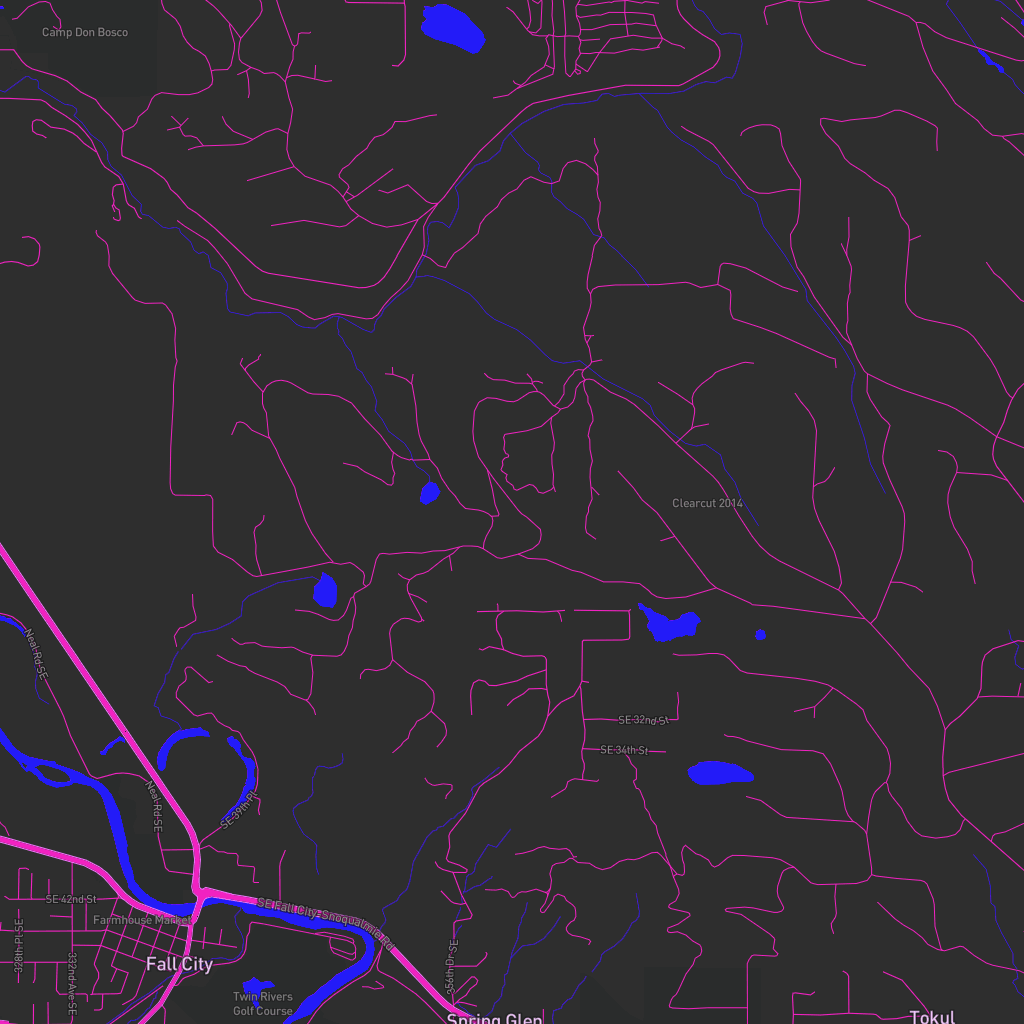 Camp Don Bosco
Clearcut 2014
Neal Rd SE
SE 32nd St
SE 34th St
Neal Rd SE
SE 39th Pl
SE 42nd St
SE Fall City-Snoqualmie Rd
Farmhouse Market
328th Pl SE
332nd Ave SE
356th Dr SE
Fall City
Twin Rivers
Golf Course
Spring Glen
Tokul